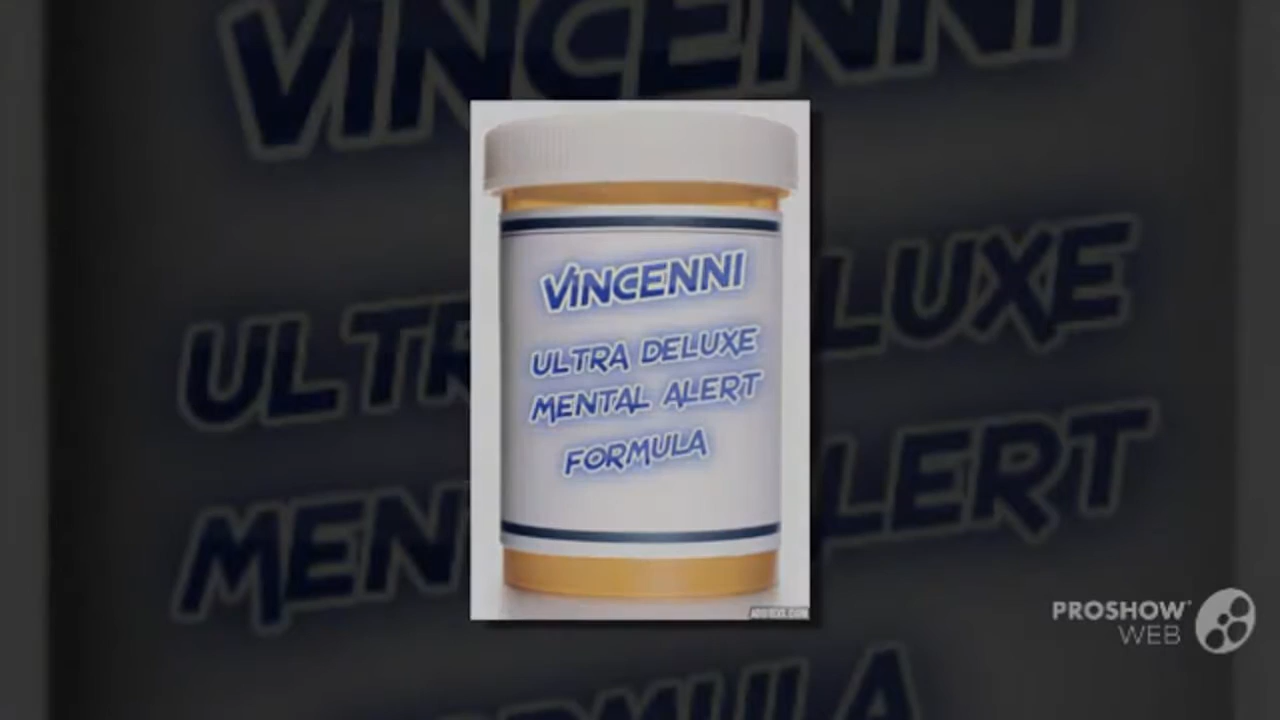 VINCENNI
ULTRA DELUXE
MENTAL ALERT
FORMULA
PROSHOW
WEB